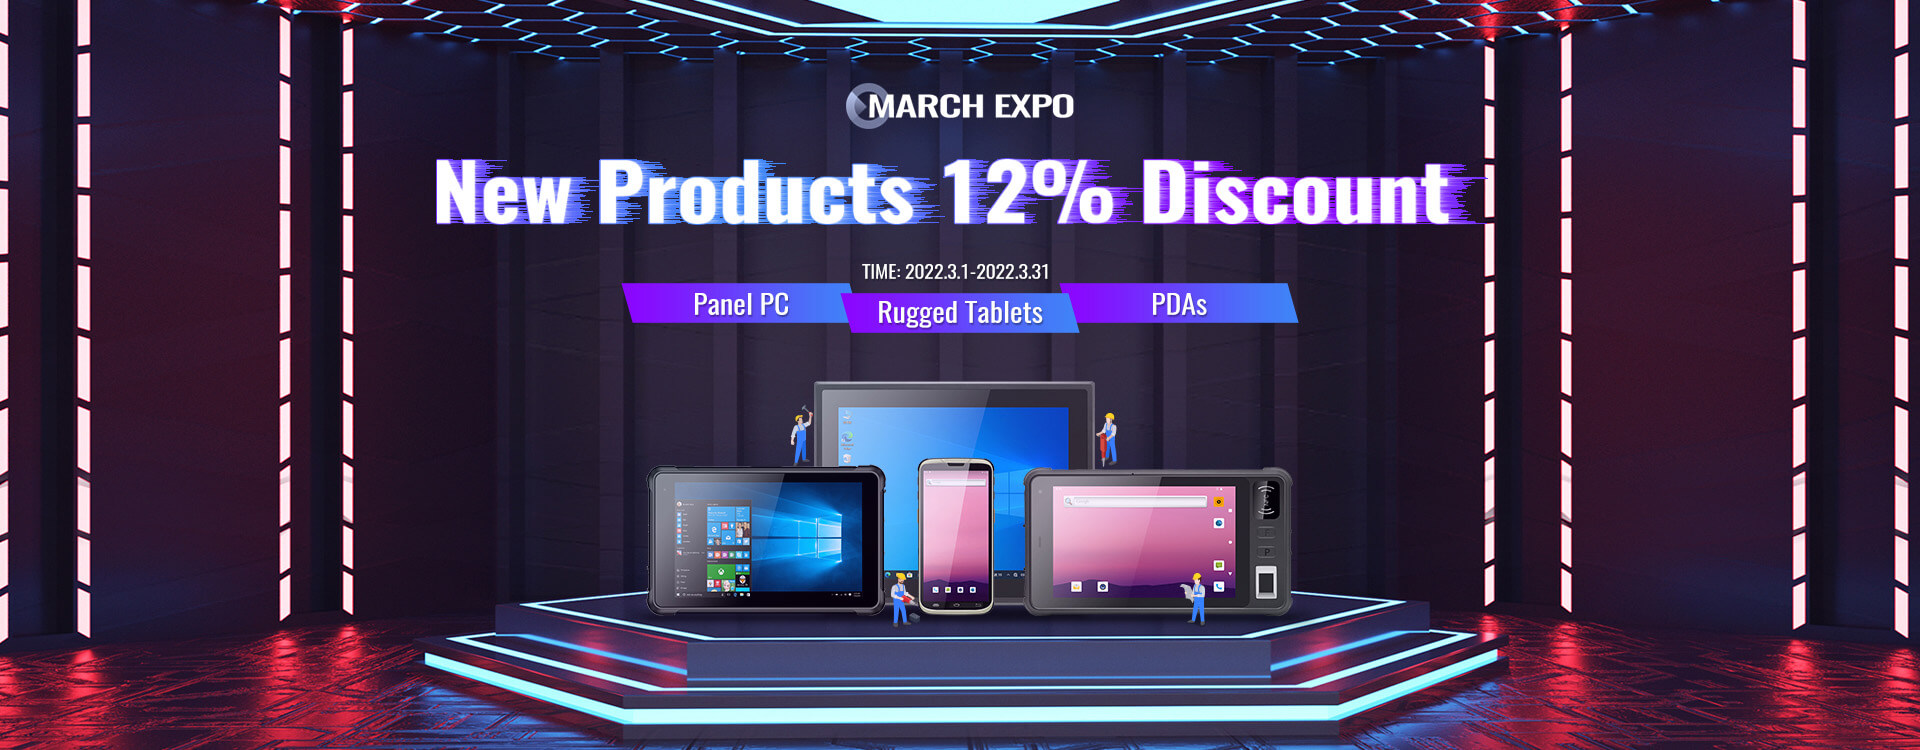 MARCH EXPO
New Products 12% Discount
TIME: 2022.3.1-2022.3.31
Panel PC
Rugged Tablets
PDAs
P